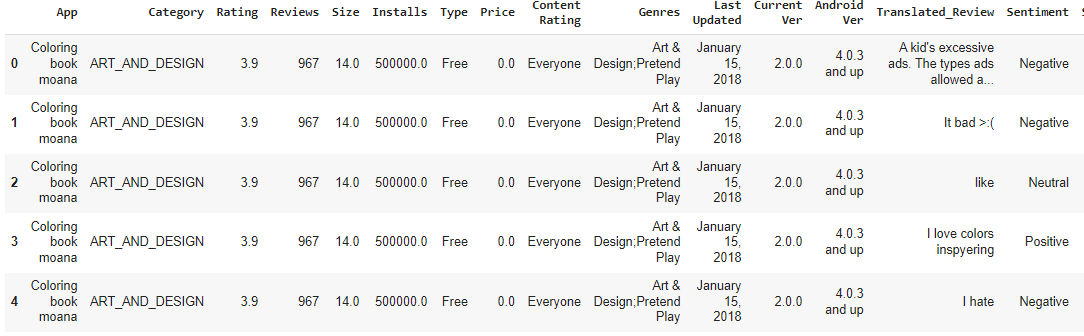 App Category Rating Reviews Size Installs Type Price Content Rating Genres Last Updated Current Ver Android Ver Translated_Review Sentiment
0 Coloring book moana ART_AND_DESIGN 3.9 967 14.0 500000.0 Free 0.0 Everyone Art & Design;Pretend Play January 15, 2018 2.0.0 4.0.3 and up A kid's excessive ads. The types ads allowed a... Negative
1 Coloring book moana ART_AND_DESIGN 3.9 967 14.0 500000.0 Free 0.0 Everyone Art & Design;Pretend Play January 15, 2018 2.0.0 4.0.3 and up It bad >:( Negative
2 Coloring book moana ART_AND_DESIGN 3.9 967 14.0 500000.0 Free 0.0 Everyone Art & Design;Pretend Play January 15, 2018 2.0.0 4.0.3 and up like Neutral
3 Coloring book moana ART_AND_DESIGN 3.9 967 14.0 500000.0 Free 0.0 Everyone Art & Design;Pretend Play January 15, 2018 2.0.0 4.0.3 and up I love colors inspyering Positive
4 Coloring book moana ART_AND_DESIGN 3.9 967 14.0 500000.0 Free 0.0 Everyone Art & Design;Pretend Play January 15, 2018 2.0.0 4.0.3 and up I hate Negative